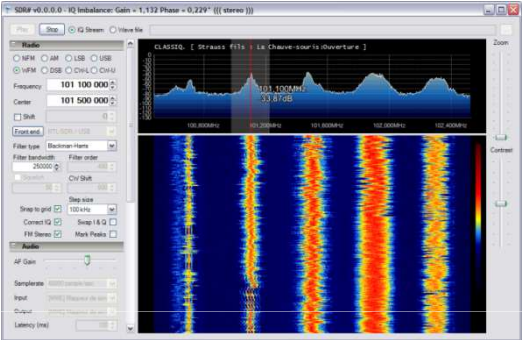 SDR# v0.0.0.0 - IQ Imbalance: Gain = 1,132 Phase = 0,229° ((( stereo )))
Play Stop IQ Stream Wave file
Radio
NFM AM LSB USB
WFM DSB CW-L CW-U
Frequency 101 100 000
Center 101 500 000
Shift 0
Front end RTL-SDR / USB
Filter type Blackman-Harris
Filter bandwidth Filter order
250000
Squelch CW Shift
Step size
Snap to grid 100 kHz
Correct IQ Swap I & Q
FM Stereo Mark Peaks
Audio
AF Gain
Samplerate
Input
Output
Latency (ms)
CLASSIQ. [ Strauss fils : La Chauve-souris:Ouverture ]
101,100MHz
33,87dB
100,800MHz 101,200MHz 101,600MHz 102,000MHz 102,400MHz
Zoom
Contrast